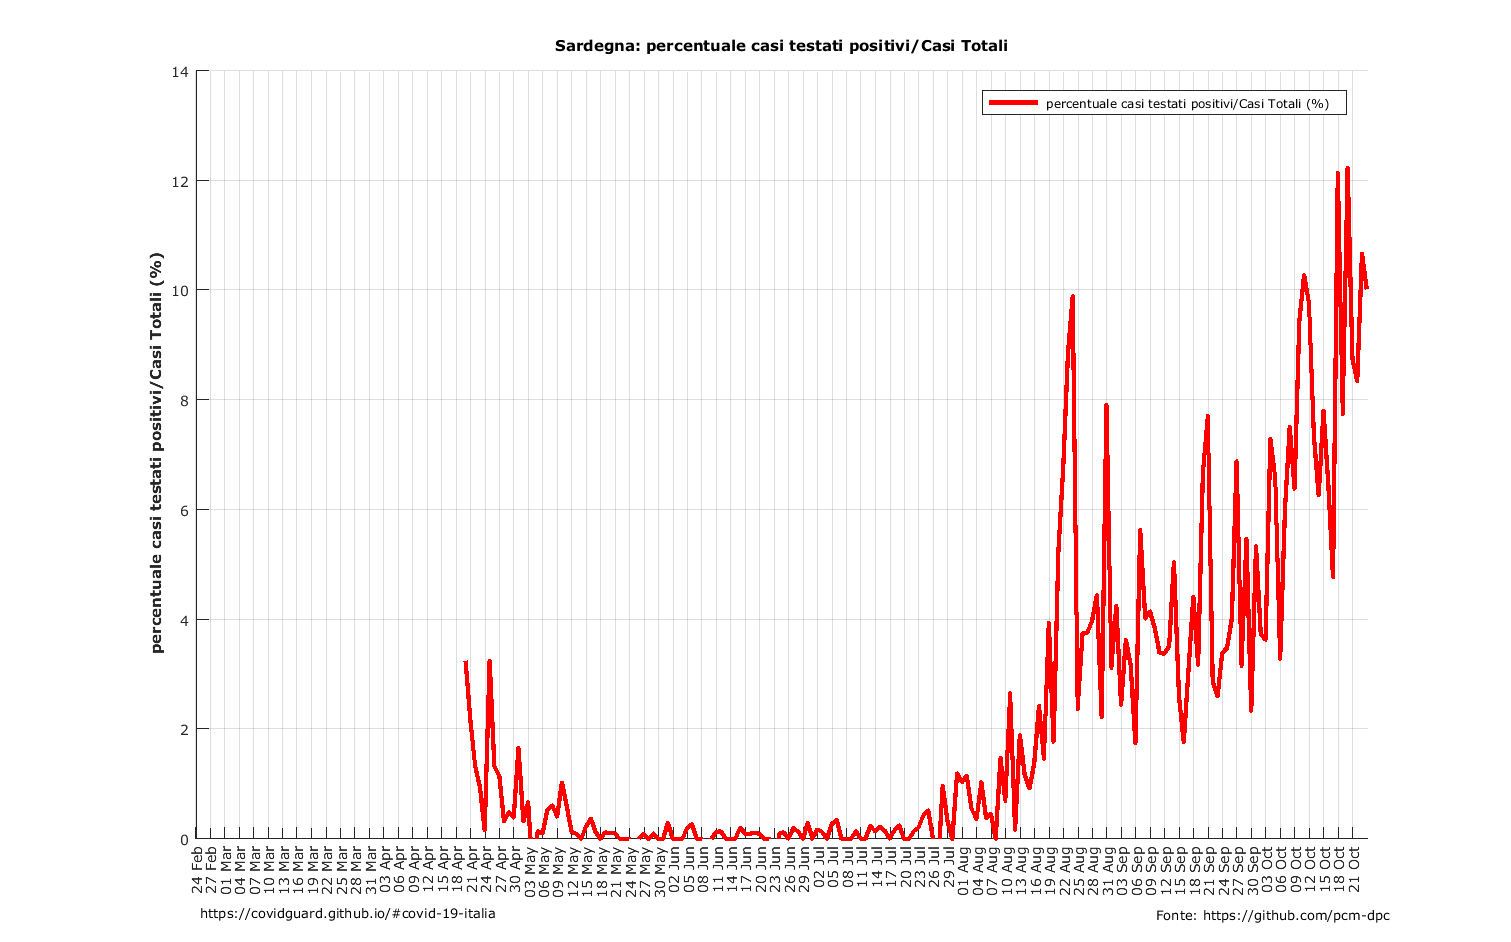 Sardegna: percentuale casi testati positivi/Casi Totali
percentuale casi testati positivi/Casi Totali (%)
percentuale casi testati positivi/Casi Totali (%)
14
12
10
8
6
4
2
0
24 Feb
27 Feb
01 Mar
04 Mar
07 Mar
10 Mar
13 Mar
16 Mar
19 Mar
22 Mar
25 Mar
28 Mar
31 Mar
03 Apr
06 Apr
09 Apr
12 Apr
15 Apr
18 Apr
21 Apr
24 Apr
27 Apr
30 Apr
03 May
06 May
09 May
12 May
15 May
18 May
21 May
24 May
27 May
30 May
02 Jun
05 Jun
08 Jun
11 Jun
14 Jun
17 Jun
20 Jun
23 Jun
26 Jun
29 Jun
02 Jul
05 Jul
08 Jul
11 Jul
14 Jul
17 Jul
20 Jul
23 Jul
26 Jul
29 Jul
01 Aug
04 Aug
07 Aug
10 Aug
13 Aug
16 Aug
19 Aug
22 Aug
25 Aug
28 Aug
31 Aug
03 Sep
06 Sep
09 Sep
12 Sep
15 Sep
18 Sep
21 Sep
24 Sep
27 Sep
30 Sep
03 Oct
06 Oct
09 Oct
12 Oct
15 Oct
18 Oct
21 Oct
https://covidguard.github.io/#covid-19-italia
Fonte: https://github.com/pcm-dpc